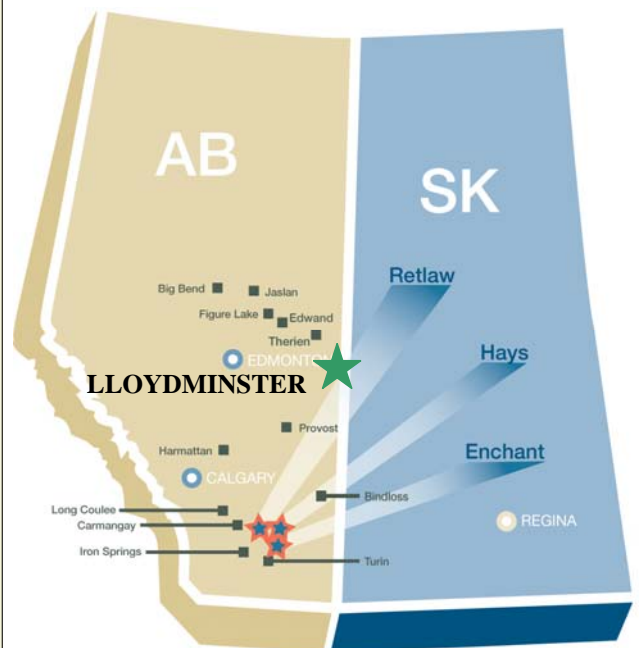 AB
SK
Retlaw
Big Bend
Jaslan
Figure Lake
Edwand
Therien
EDMONTON
Hays
LLOYDMINSTER
Provost
Harmattan
Enchant
CALGARY
Bindloss
Long Coulee
Carmangay
REGINA
Iron Springs
Turin